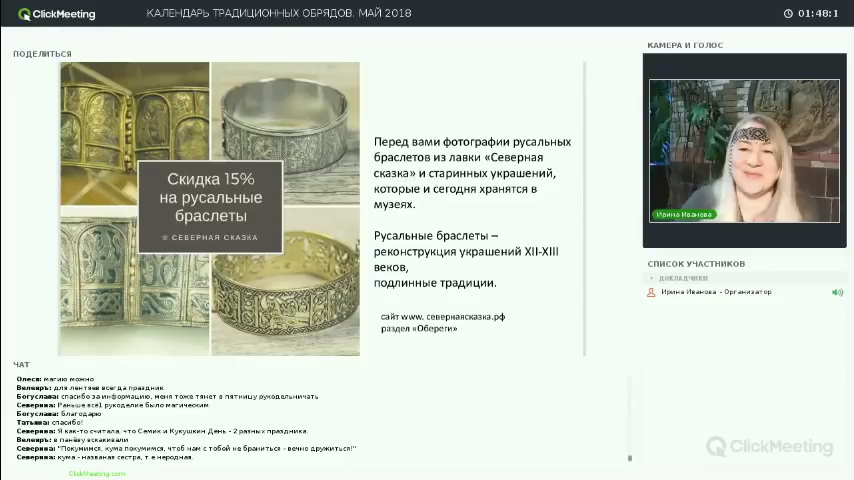 ClickMeeting
КАЛЕНДАРЬ ТРАДИЦИОННЫХ ОБРЯДОВ. МАЙ 2018
01:48:1
ПОДЕЛИТЬСЯ
Скидка 15%
на русальные
браслеты
© СЕВЕРНАЯ СКАЗКА
Перед вами фотографии русальных
браслетов из лавки «Северная
сказка» и старинных украшений,
которые и сегодня хранятся в
музеях.
Русальные браслеты –
реконструкция украшений XII-XIII
веков,
подлинные традиции.
сайт www. севернаясказка.рф
раздел «Обереги»
КАМЕРА И ГОЛОС
Ирина Иванова
СПИСОК УЧАСТНИКОВ
ДОКЛАДЧИКИ
Ирина Иванова - Организатор
ЧАТ
Олеся: магию можно
Велеяръ: для лентяев всегда праздник
Богуслава: спасибо за информацию, меня тоже тянет в пятницу рукодельничать
Северина: Раньше всё1 рукоделие было магическим
Богуслава: благодарю
Татьяна: спасибо!
Северина: Я как-то считала, что Семик и Кукушкин День - 2 разных праздника.
Велеяръ: в панёву вскакивали
Северина: "Покумимся, кума покумимся, чтоб нам с тобой не браниться - вечно дружиться!"
Северина: кума - названая сестра, т.е неродная.
ClickMeeting.com
ClickMeeting